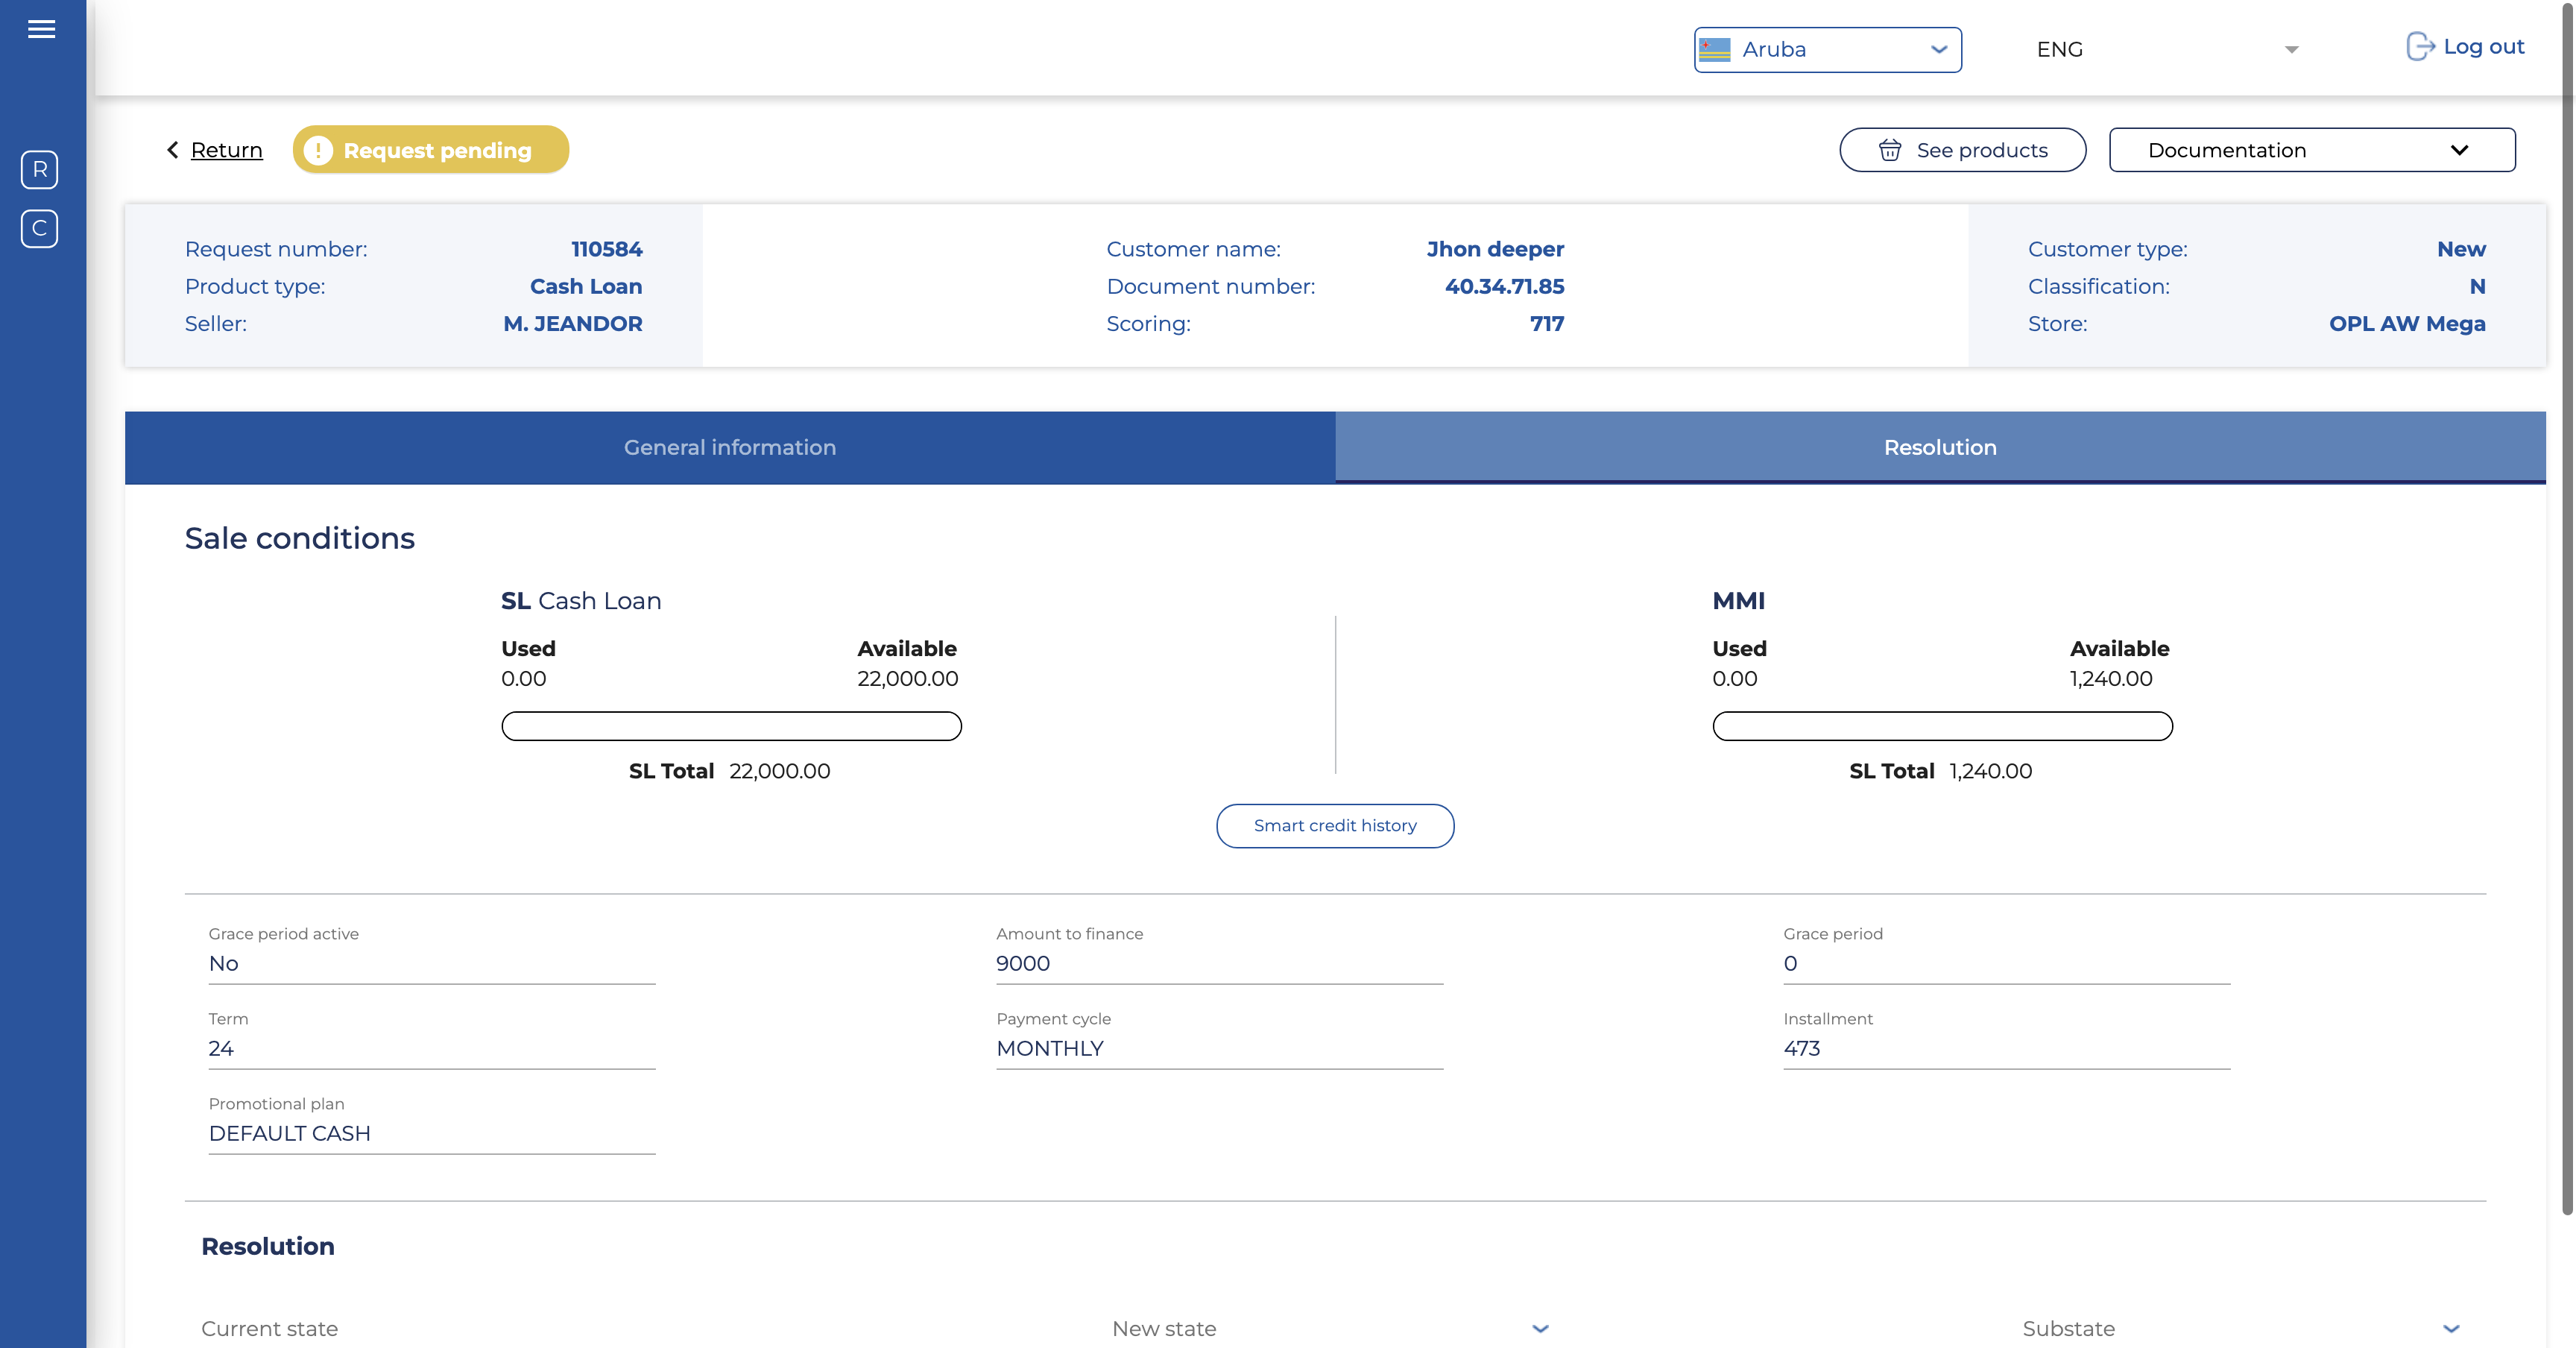 Aruba
ENG
Log out
R
C
Return
Request pending
See products
Documentation
Request number: 110584
Product type: Cash Loan
Seller: M. JEANDOR
Customer name: Jhon deeper
Document number: 40.34.71.85
Scoring: 717
Customer type: New
Classification: N
Store: OPL AW Mega
General information
Resolution
Sale conditions
SL Cash Loan
Used Available
0.00 22,000.00
SL Total 22,000.00
MMI
Used Available
0.00 1,240.00
SL Total 1,240.00
Smart credit history
Grace period active
No
Amount to finance
9000
Grace period
0
Term
24
Payment cycle
MONTHLY
Installment
473
Promotional plan
DEFAULT CASH
Resolution
Current state
New state
Substate